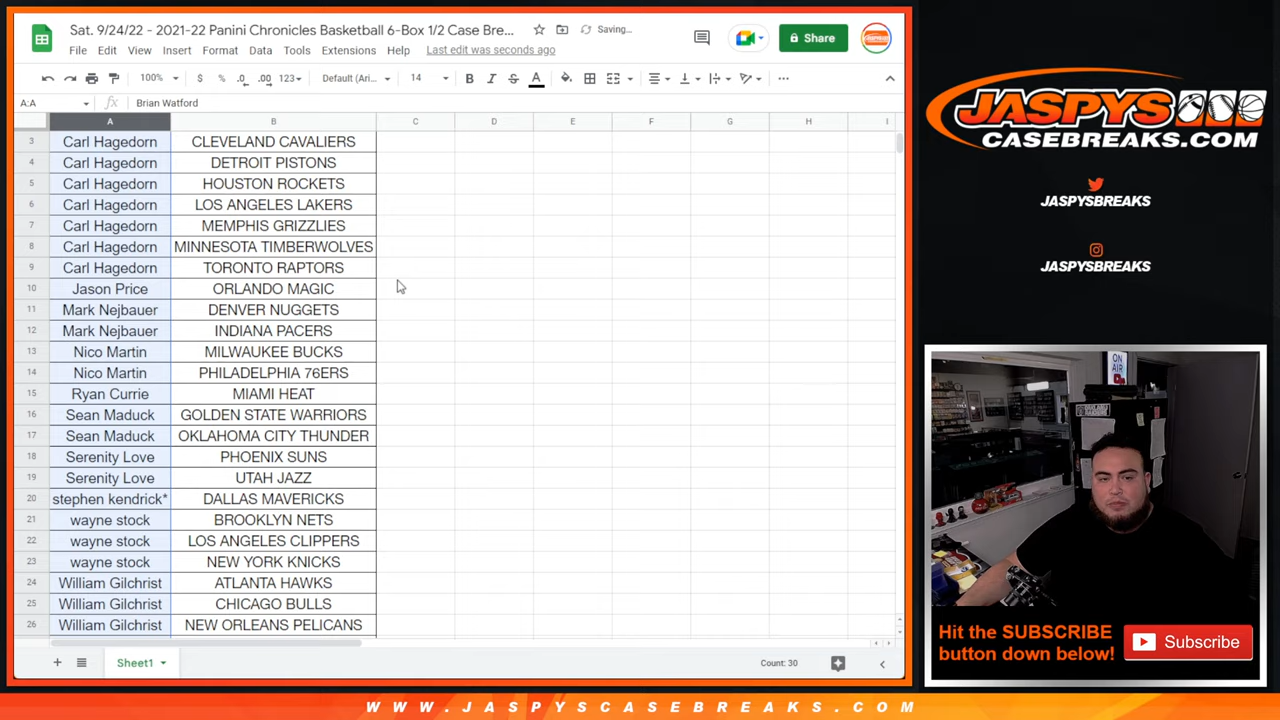 Sat. 9/24/22 - 2021-22 Panini Chronicles Basketball 6-Box 1/2 Case Bre...
Saving...
Share
File Edit View Insert Format Data Tools Extensions Help Last edit was seconds ago
100% $ % .0 .00 123 Default (Ari... 14 B I S A
A:A fx Brian Watford
A B C D E F G H I
3 Carl Hagedorn CLEVELAND CAVALIERS
4 Carl Hagedorn DETROIT PISTONS
5 Carl Hagedorn HOUSTON ROCKETS
6 Carl Hagedorn LOS ANGELES LAKERS
7 Carl Hagedorn MEMPHIS GRIZZLIES
8 Carl Hagedorn MINNESOTA TIMBERWOLVES
9 Carl Hagedorn TORONTO RAPTORS
10 Jason Price ORLANDO MAGIC
11 Mark Nejbauer DENVER NUGGETS
12 Mark Nejbauer INDIANA PACERS
13 Nico Martin MILWAUKEE BUCKS
14 Nico Martin PHILADELPHIA 76ERS
15 Ryan Currie MIAMI HEAT
16 Sean Maduck GOLDEN STATE WARRIORS
17 Sean Maduck OKLAHOMA CITY THUNDER
18 Serenity Love PHOENIX SUNS
19 Serenity Love UTAH JAZZ
20 stephen kendrick* DALLAS MAVERICKS
21 wayne stock BROOKLYN NETS
22 wayne stock LOS ANGELES CLIPPERS
23 wayne stock NEW YORK KNICKS
24 William Gilchrist ATLANTA HAWKS
25 William Gilchrist CHICAGO BULLS
26 William Gilchrist NEW ORLEANS PELICANS
Sheet1
Count: 30
JASPYS
CASEBREAKS.COM
JASPYSBREAKS
JASPYSBREAKS
ON AIR
Hit the SUBSCRIBE
button down below!
Subscribe
WWW.JASPYSCASEBREAKS.COM